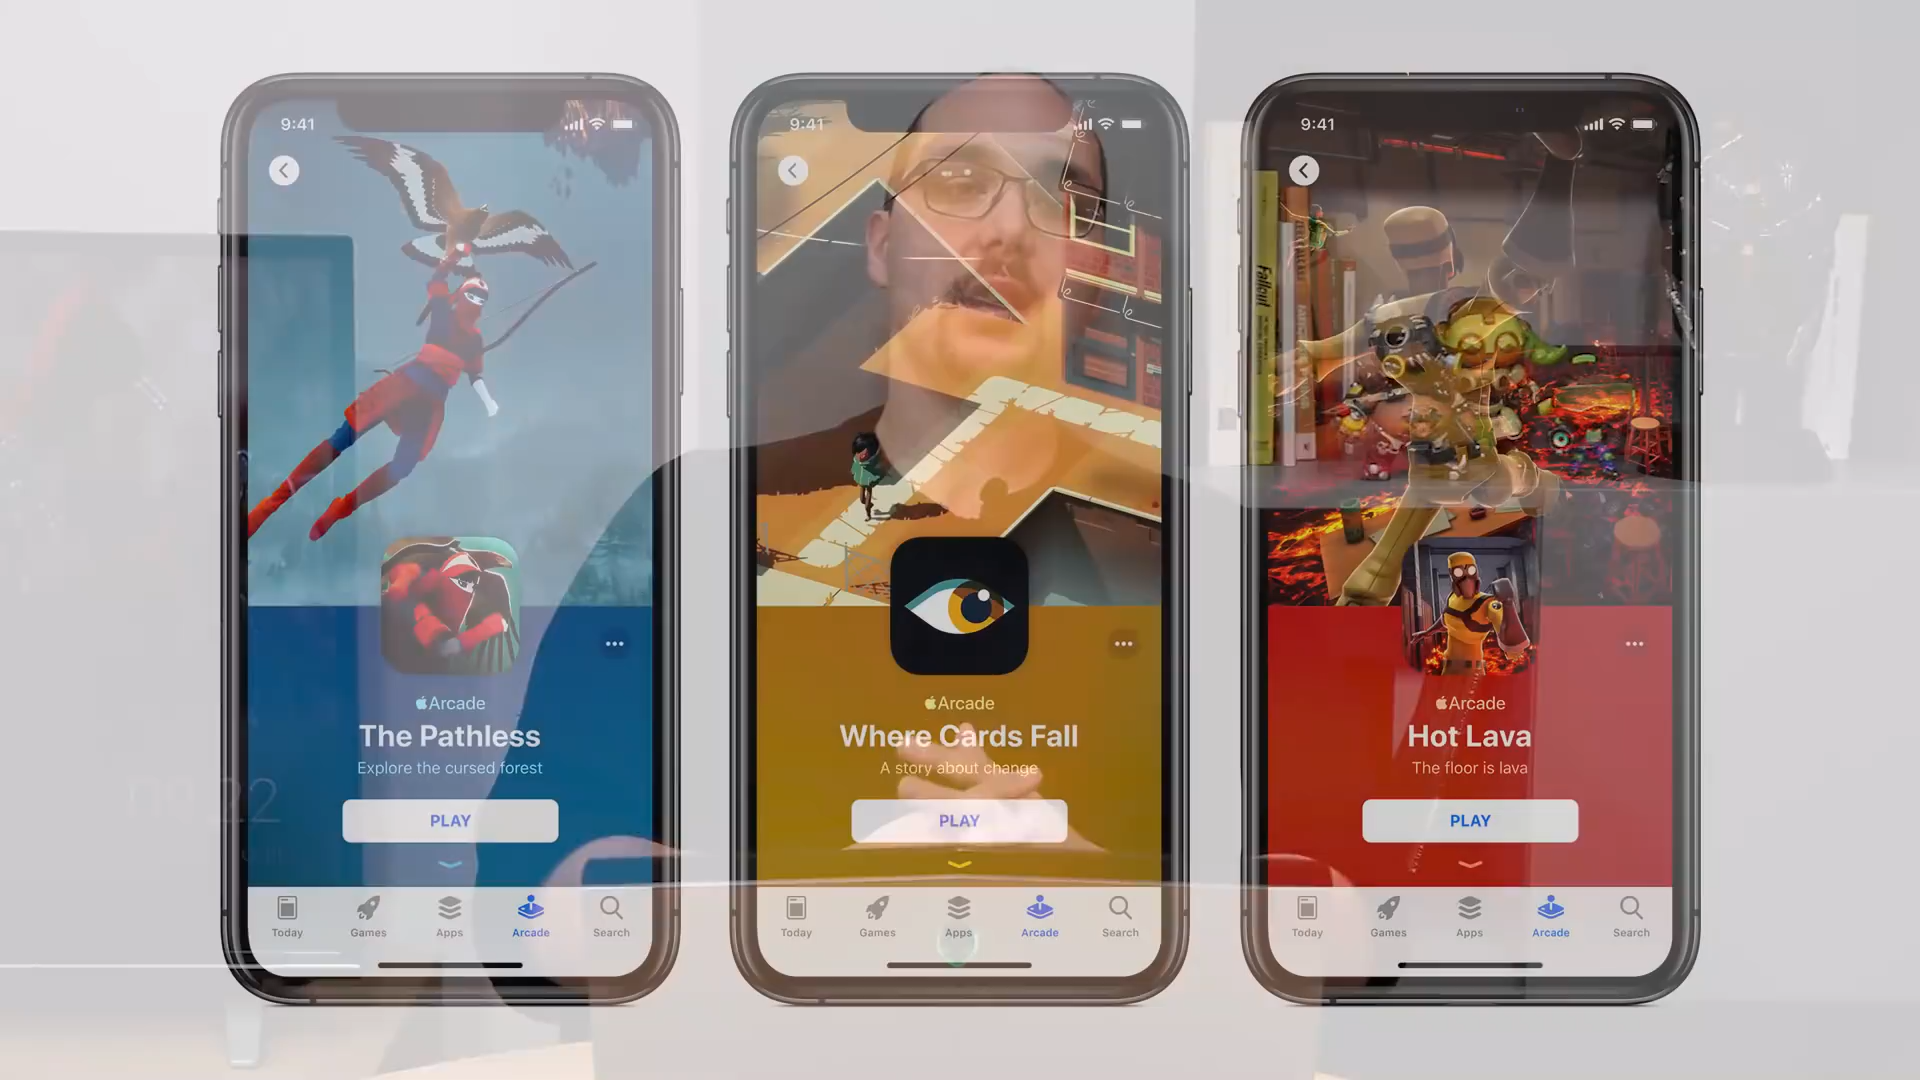 9:41
Arcade
The Pathless
Explore the cursed forest
PLAY
Today
Games
Apps
Arcade
Search
9:41
Arcade
Where Cards Fall
A story about change
PLAY
Today
Games
Apps
Arcade
Search
9:41
Fallout
Arcade
Hot Lava
The floor is lava
PLAY
Today
Games
Apps
Arcade
Search